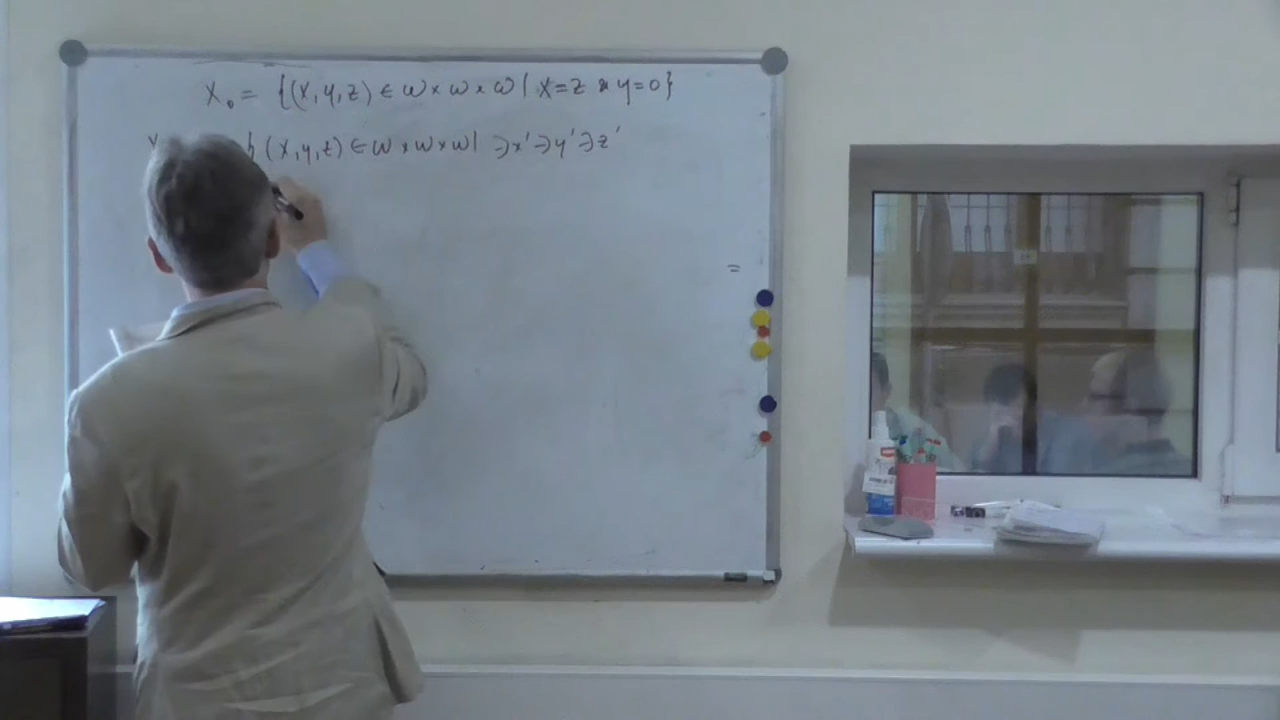 X₀ = {(x,y,z) ∈ ω × ω × ω | x=z & y=0}
(x,y,z) ∈ ω × ω × ω | ∃x' ∃y' ∃z'
=